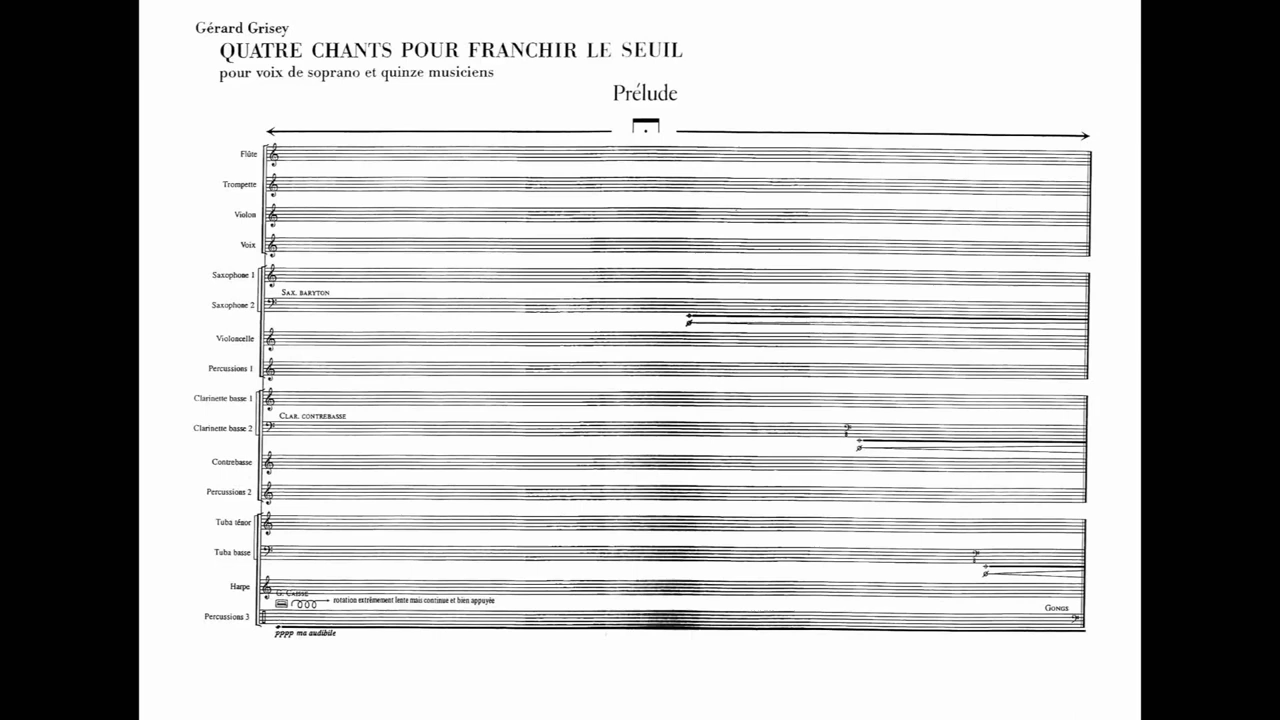 Gérard Grisey
QUATRE CHANTS POUR FRANCHIR LE SEUIL
pour voix de soprano et quinze musiciens
Prélude
Flûte
Trompette
Violon
Voix
Saxophone 1
SAX. BARYTON
Saxophone 2
Violoncelle
Percussions 1
Clarinette basse 1
CLAR. CONTREBASSE
Clarinette basse 2
Contrebasse
Percussions 2
Tuba ténor
Tuba basse
Harpe
G. CAISSE
rotation extrêmement lente mais continue et bien appuyée
GONGS
Percussions 3
pppp ma audibile